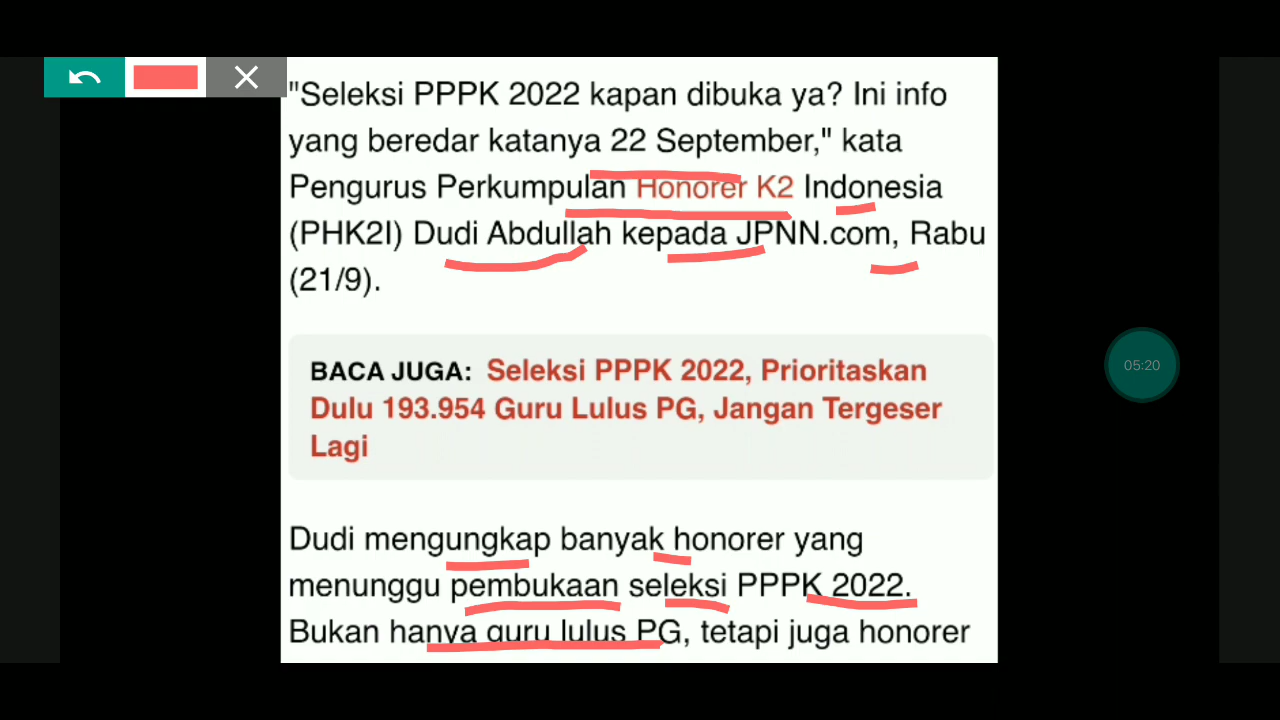 "Seleksi PPPK 2022 kapan dibuka ya? Ini info
yang beredar katanya 22 September," kata
Pengurus Perkumpulan Honorer K2 Indonesia
(PHK2I) Dudi Abdullah kepada JPNN.com, Rabu
(21/9).
BACA JUGA: Seleksi PPPK 2022, Prioritaskan
Dulu 193.954 Guru Lulus PG, Jangan Tergeser
Lagi
05:20
Dudi mengungkap banyak honorer yang
menunggu pembukaan seleksi PPPK 2022.
Bukan hanya guru lulus PG, tetapi juga honorer